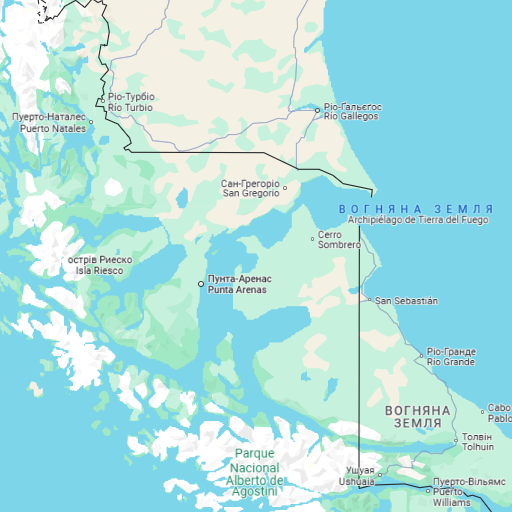 Ріо-Турбіо
Río Turbio
Ріо-Ґальєґос
Río Gallegos
Пуерто-Наталес
Puerto Natales
Сан-Грегоріо
San Gregorio
ВОГНЯНА ЗЕМЛЯ
Archipiélago de Tierra del Fuego
Cerro
Sombrero
острів Риеско
Isla Riesco
Пунта-Аренас
Punta Arenas
San Sebastián
Ріо-Гранде
Río Grande
ВОГНЯНА
ЗЕМЛЯ
Cabo
Pablo
Толвін
Tolhuin
Parque
Nacional
Alberto de
Agostini
Ушуая
Ushuaia
Пуерто-Вільямс
Puerto
Williams